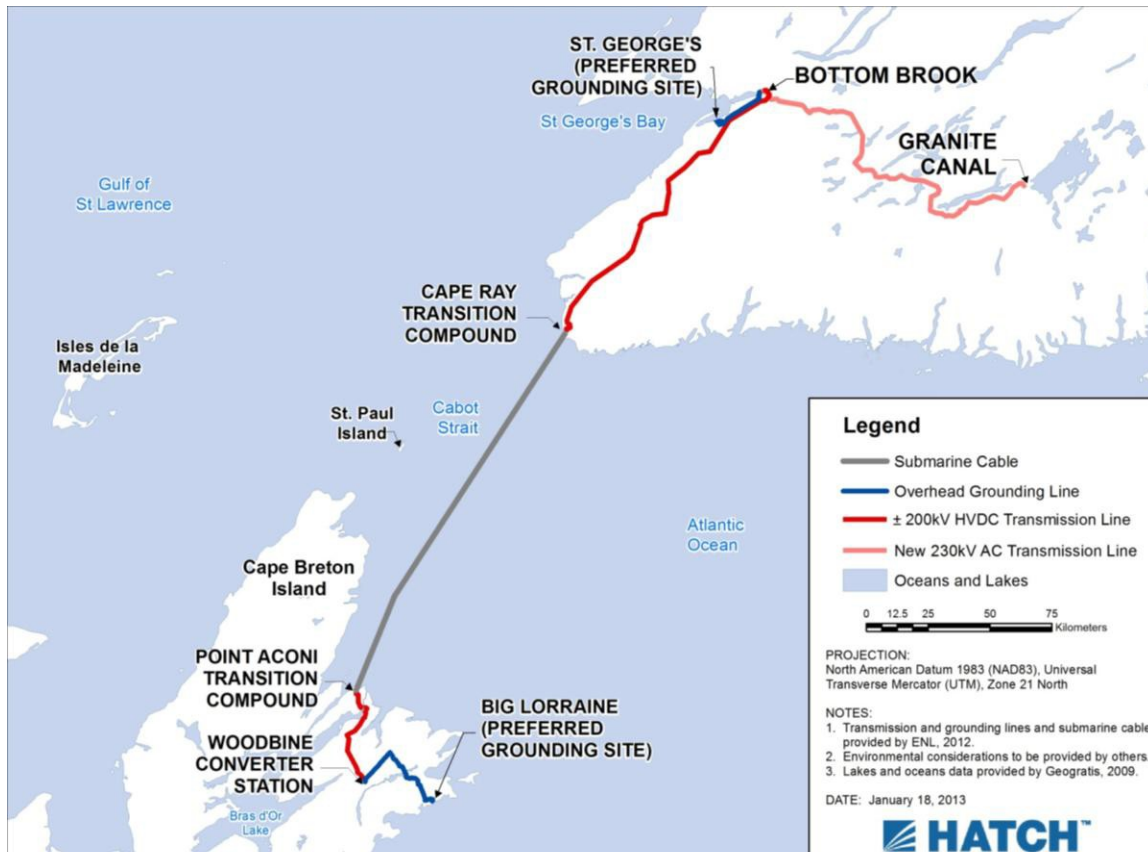 ST. GEORGE'S
(PREFERRED
GROUNDING SITE)
BOTTOM BROOK
St George's Bay
GRANITE
CANAL
Gulf of
St Lawrence
CAPE RAY
TRANSITION
COMPOUND
Isles de la
Madeleine
St. Paul
Island
Cabot
Strait
Atlantic
Ocean
Cape Breton
Island
POINT ACONI
TRANSITION
COMPOUND
BIG LORRAINE
(PREFERRED
GROUNDING SITE)
WOODBINE
CONVERTER
STATION
Bras d'Or
Lake
Legend
Submarine Cable
Overhead Grounding Line
± 200kV HVDC Transmission Line
New 230kV AC Transmission Line
Oceans and Lakes
0 12.5 25 50 75
Kilometers
PROJECTION:
North American Datum 1983 (NAD83), Universal
Transverse Mercator (UTM), Zone 21 North
NOTES:
1. Transmission and grounding lines and submarine cable
provided by ENL, 2012.
2. Environmental considerations to be provided by others.
3. Lakes and oceans data provided by Geogratis, 2009.
DATE: January 18, 2013
HATCH™